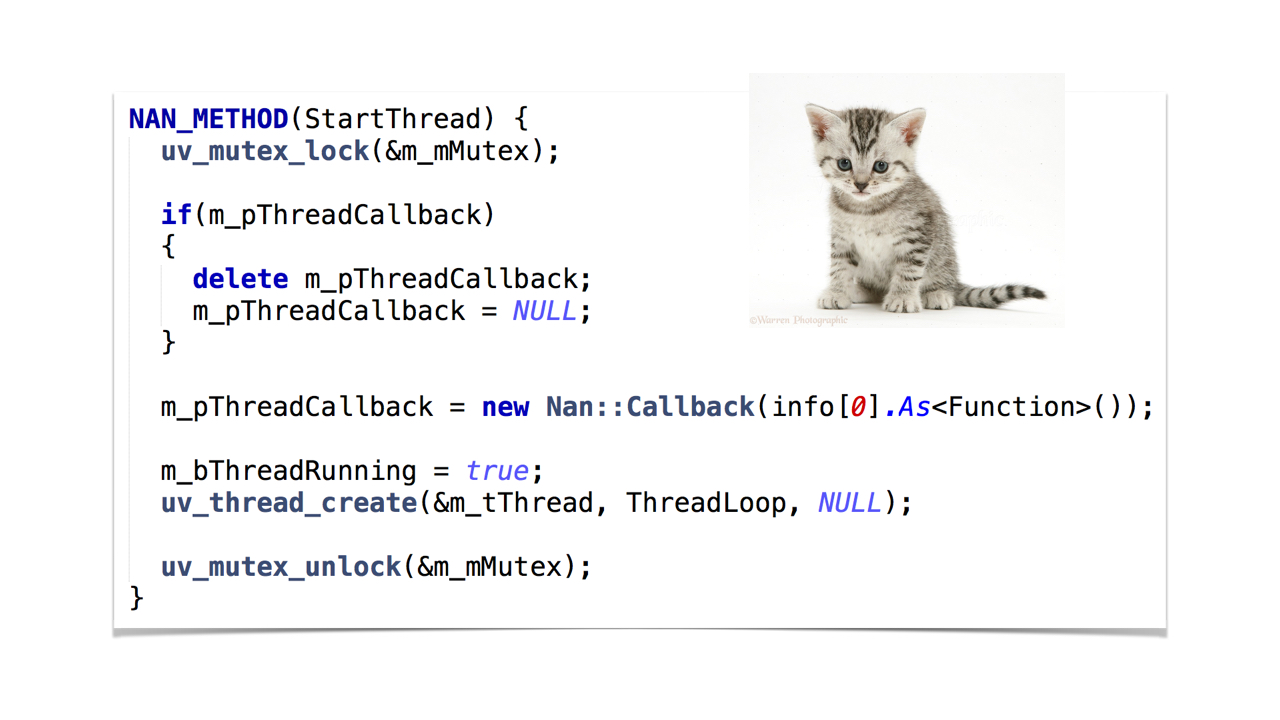 NAN_METHOD(StartThread) {
uv_mutex_lock(&m_mMutex);
if(m_pThreadCallback)
{
delete m_pThreadCallback;
m_pThreadCallback = NULL;
}
m_pThreadCallback = new Nan::Callback(info[0].As<Function>());
m_bThreadRunning = true;
uv_thread_create(&m_tThread, ThreadLoop, NULL);
uv_mutex_unlock(&m_mMutex);
}
©Warren Photographic